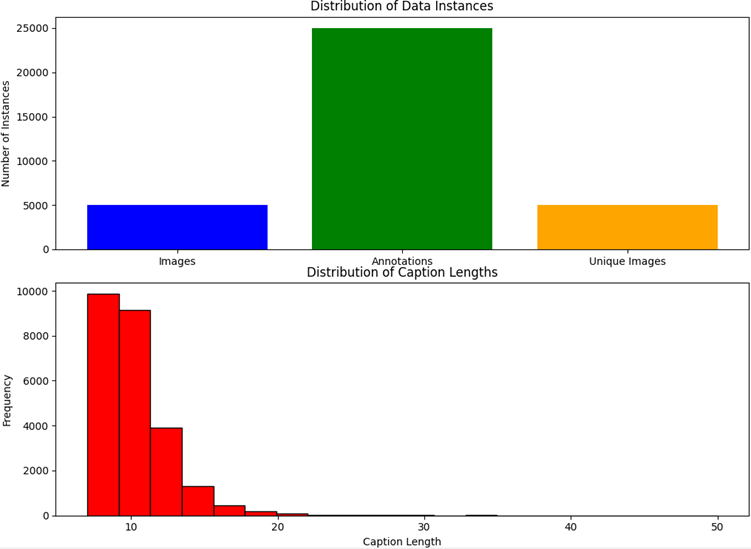 Distribution of Data Instances
25000
20000
15000
10000
5000
0
Number of Instances
Images Annotations Unique Images
Distribution of Caption Lengths
10000
8000
6000
4000
2000
0
Frequency
10 20 30 40 50
Caption Length